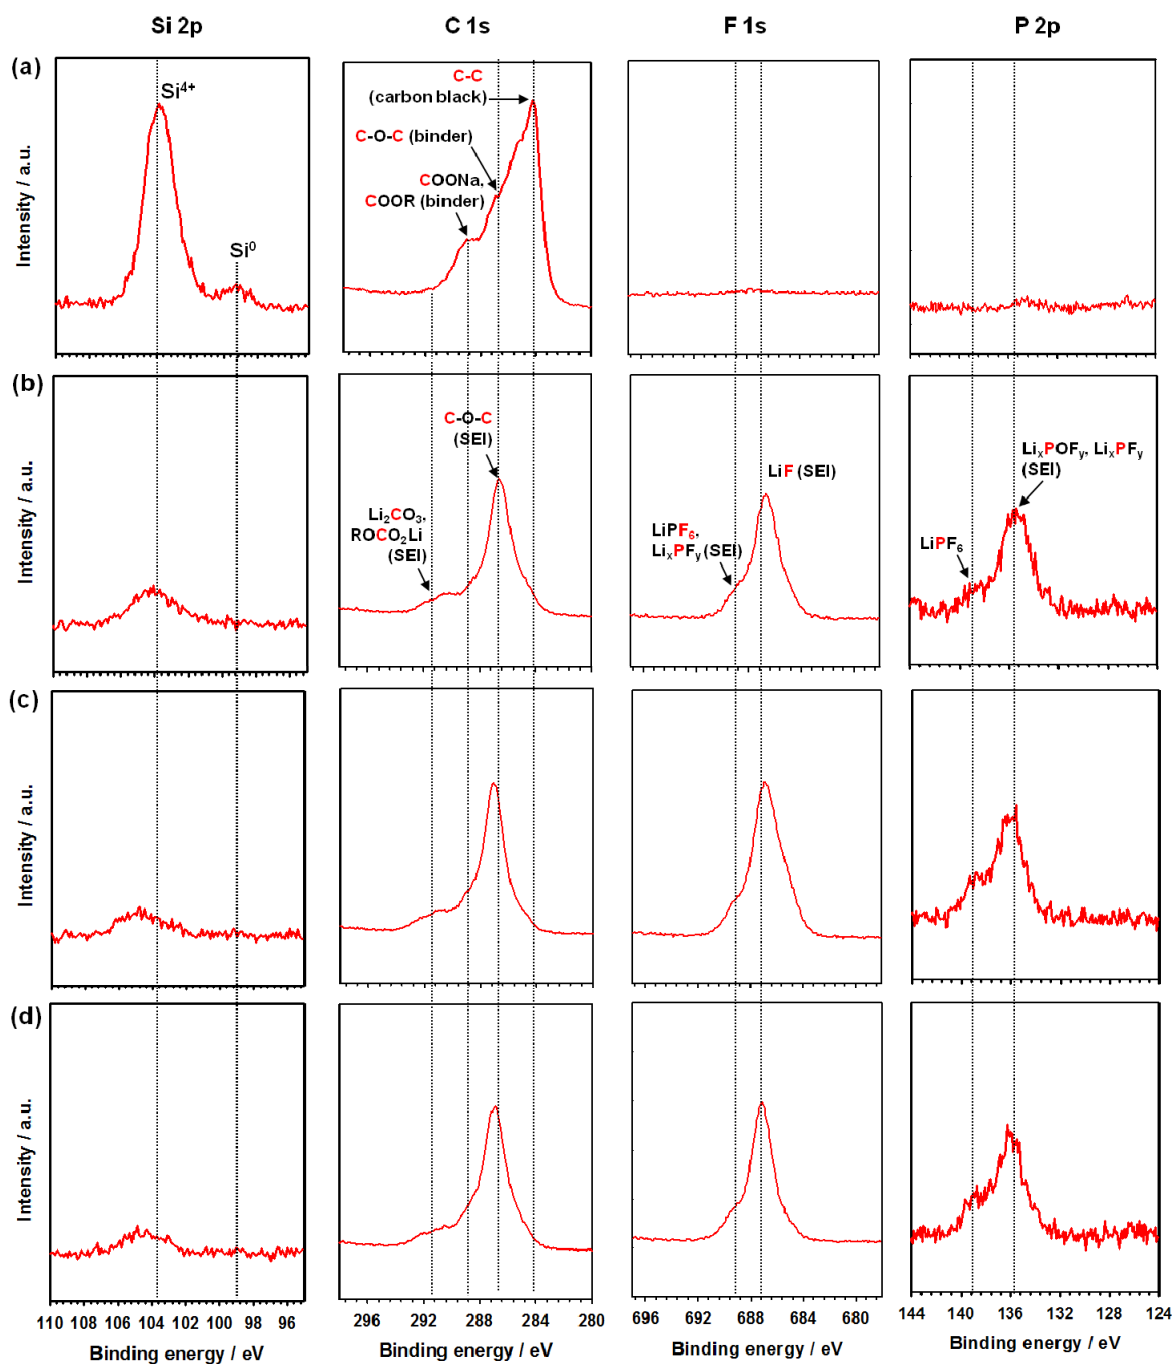 Si 2p
C 1s
F 1s
P 2p
(a)
Intensity / a.u.
Si⁴⁺
Si⁰
C-C
(carbon black)
C-O-C (binder)
COONa,
COOR (binder)
(b)
Intensity / a.u.
C-O-C
(SEI)
Li₂CO₃,
ROCO₂Li
(SEI)
LiF (SEI)
LiPF₆,
LiₓPFᵧ (SEI)
LiₓPOFᵧ, LiₓPFᵧ
(SEI)
LiPF₆
(c)
Intensity / a.u.
(d)
Intensity / a.u.
110 108 106 104 102 100 98 96
296 292 288 284 280
696 692 688 684 680
144 140 136 132 128 124
Binding energy / eV
Binding energy / eV
Binding energy / eV
Binding energy / eV